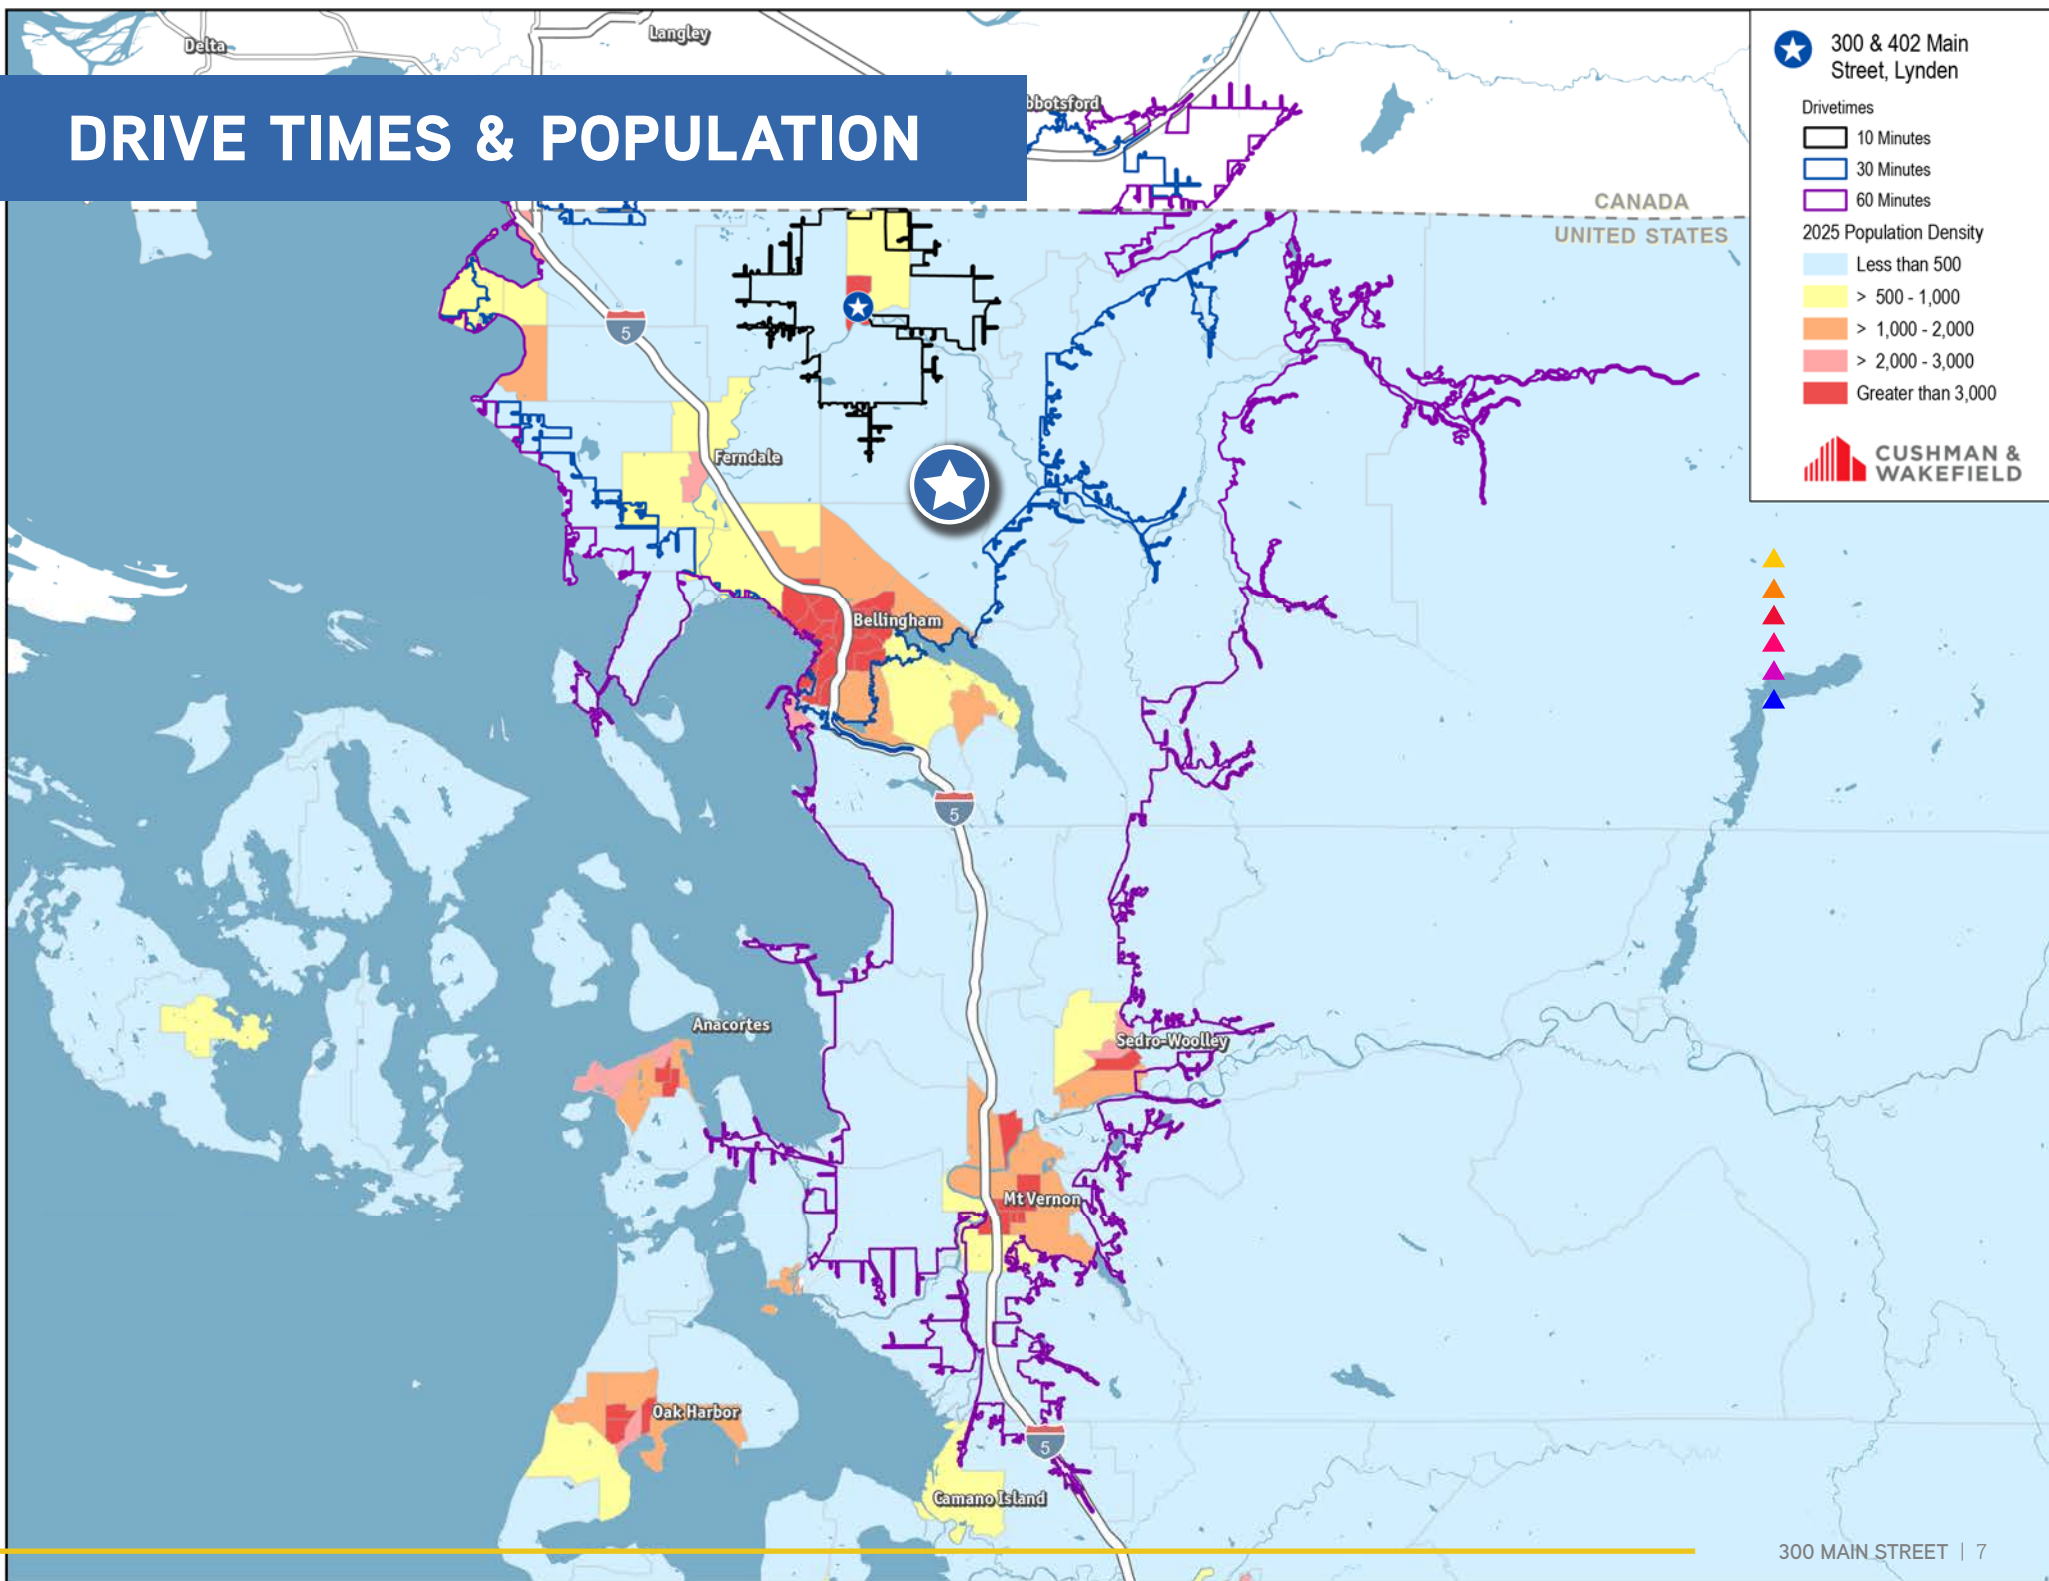 Delta
Langley
bbotsford
DRIVE TIMES & POPULATION
300 & 402 Main
Street, Lynden
Drivetimes
10 Minutes
30 Minutes
60 Minutes
2025 Population Density
Less than 500
> 500 - 1,000
> 1,000 - 2,000
> 2,000 - 3,000
Greater than 3,000
CUSHMAN &
WAKEFIELD
CANADA
UNITED STATES
5
Ferndale
Bellingham
5
Anacortes
Sedro-Woolley
Mt Vernon
Oak Harbor
5
Camano Island
300 MAIN STREET | 7